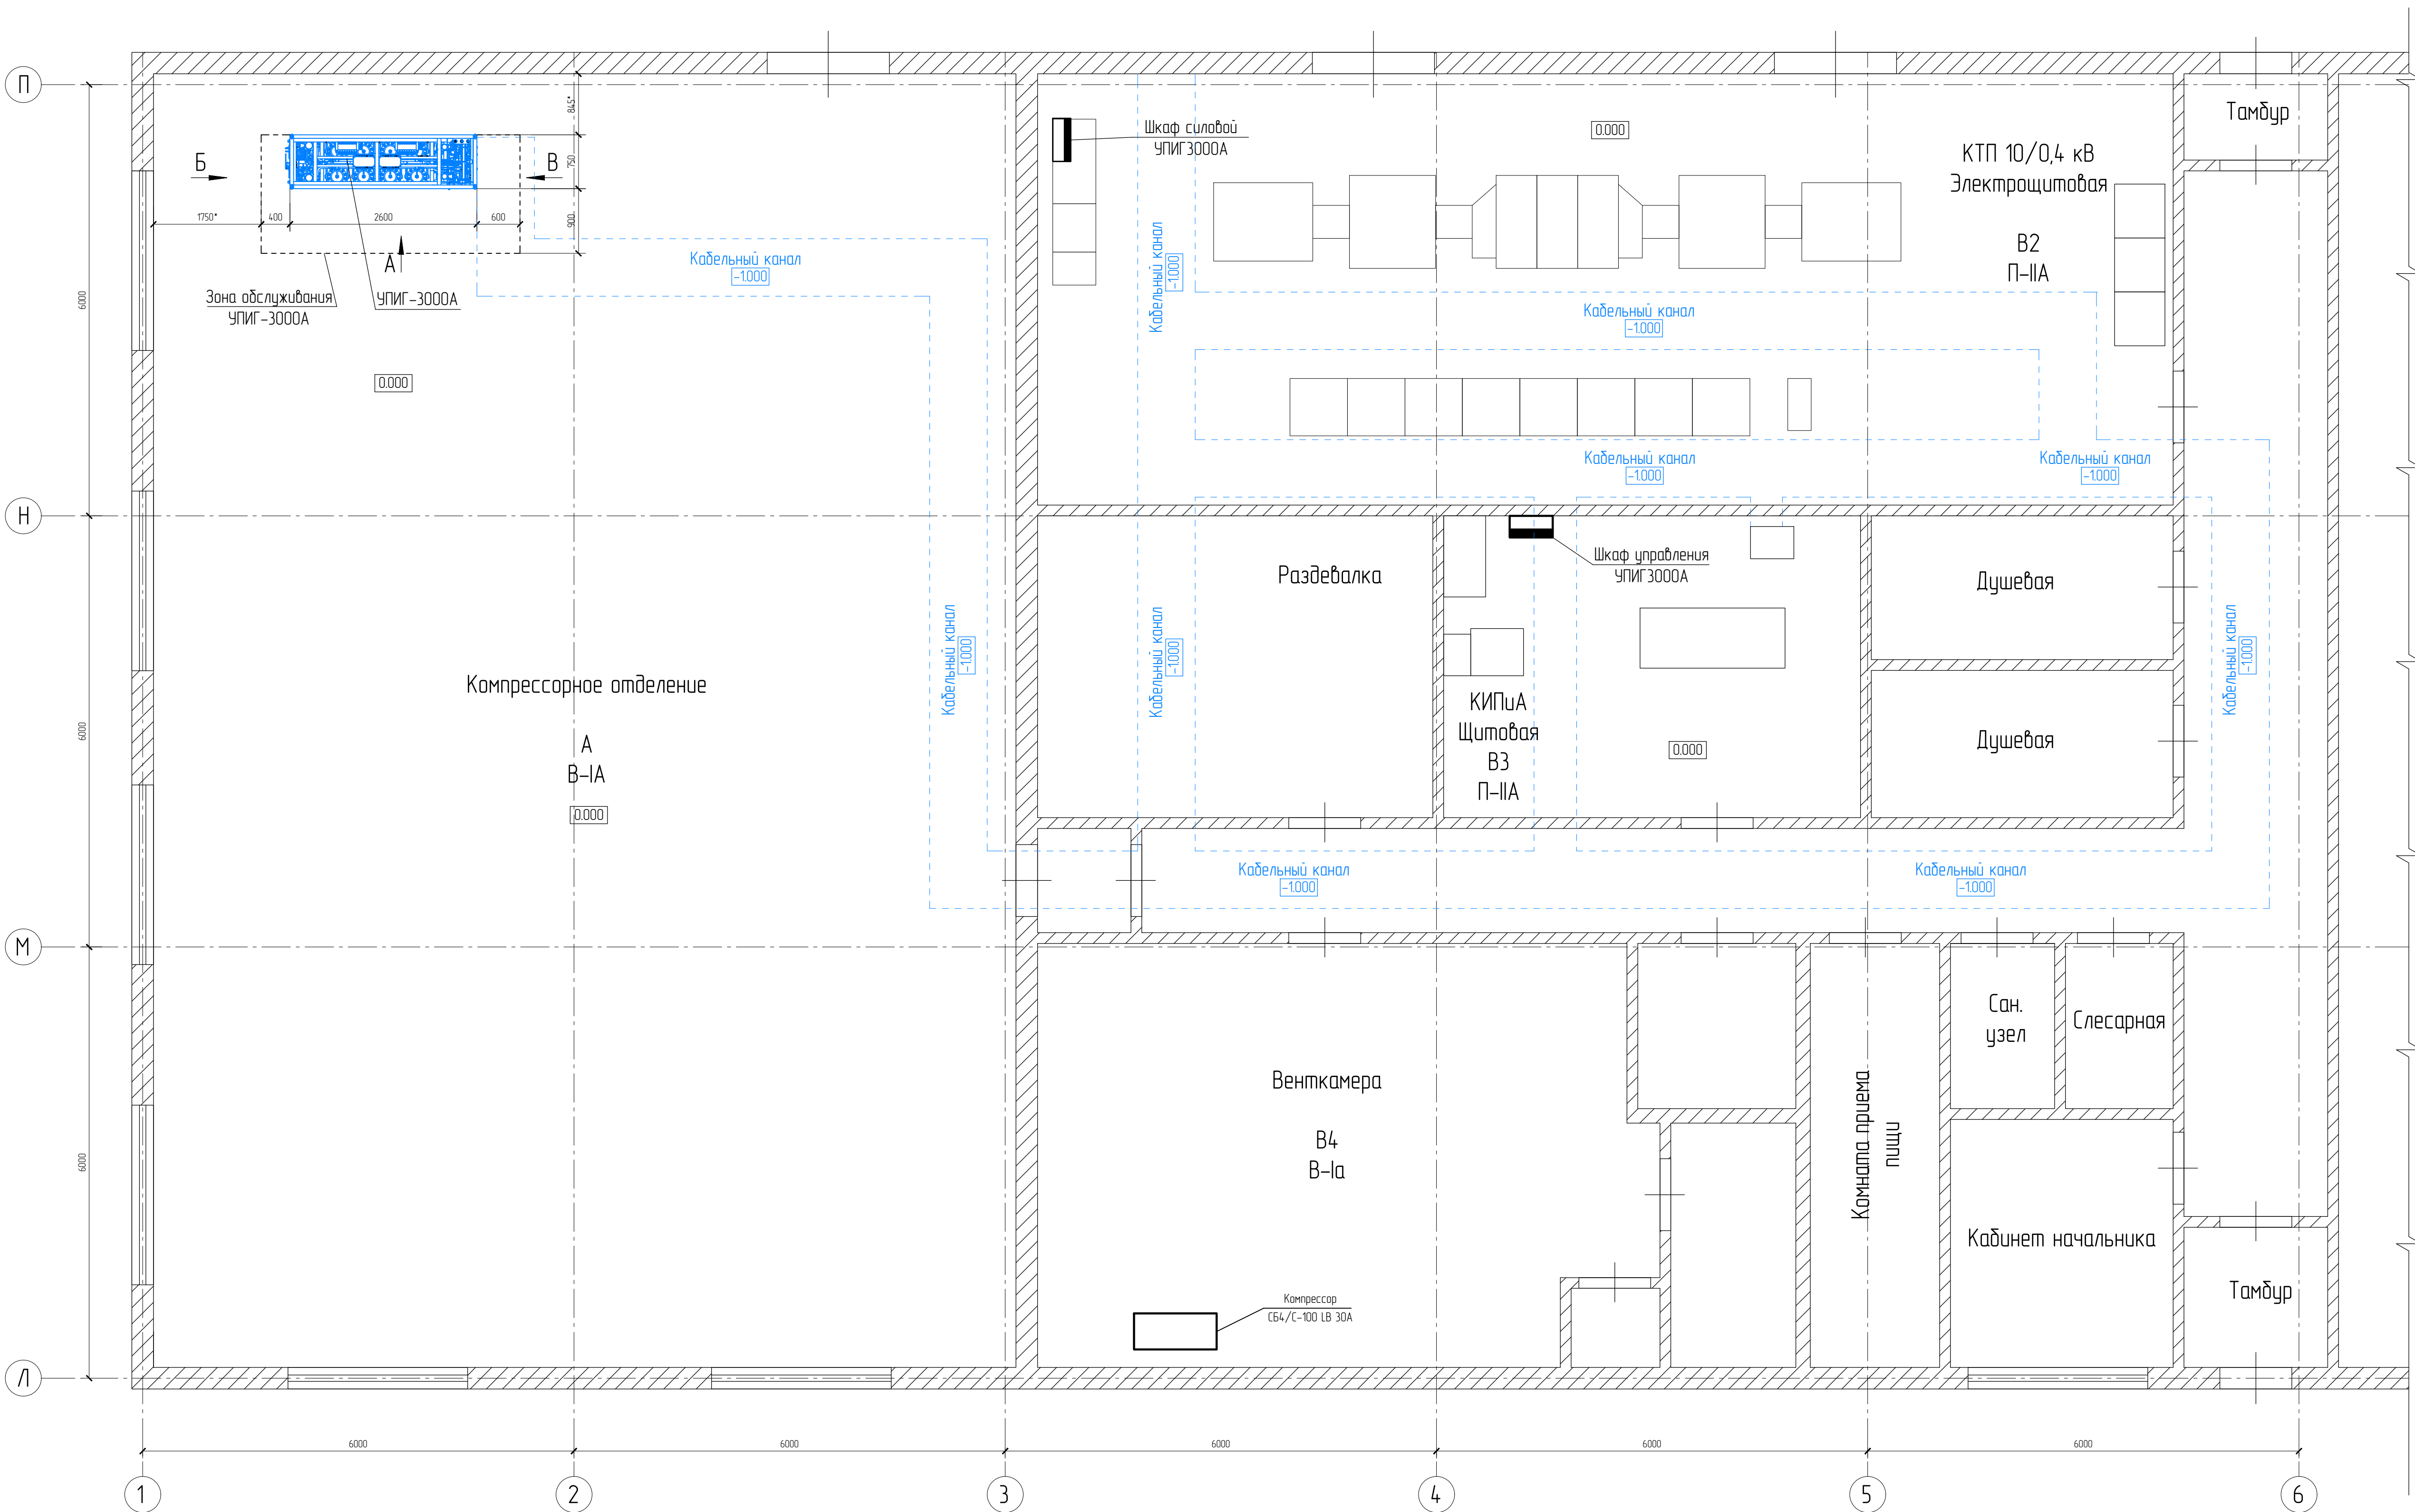 П
845*
Тамбур
Шкаф силовой
УПИГ3000А
0.000
КТП 10/0,4 кВ
Электрощитовая
В2
П-IIА
Б
В
750
1750*
400
2600
600
900
А
Кабельный канал
-1.000
Кабельный канал
-1.000
Зона обслуживания
УПИГ-3000А
УПИГ-3000А
6000
Кабельный канал
-1.000
0.000
Кабельный канал
-1.000
Кабельный канал
-1.000
Н
Шкаф управления
УПИГ3000А
Раздевалка
Душевая
Кабельный канал
-1.000
Кабельный канал
-1.000
Кабельный канал
-1.000
6000
Компрессорное отделение
А
В-IА
0.000
КИПиА
Щитовая
В3
П-IIА
0.000
Душевая
Кабельный канал
-1.000
Кабельный канал
-1.000
М
Сан.
узел
Слесарная
Венткамера
В4
В-Iа
Комната приема
пищи
6000
Кабинет начальника
Тамбур
Компрессор
СБ4/С-100 LB 30А
Л
6000
6000
6000
6000
6000
1
2
3
4
5
6